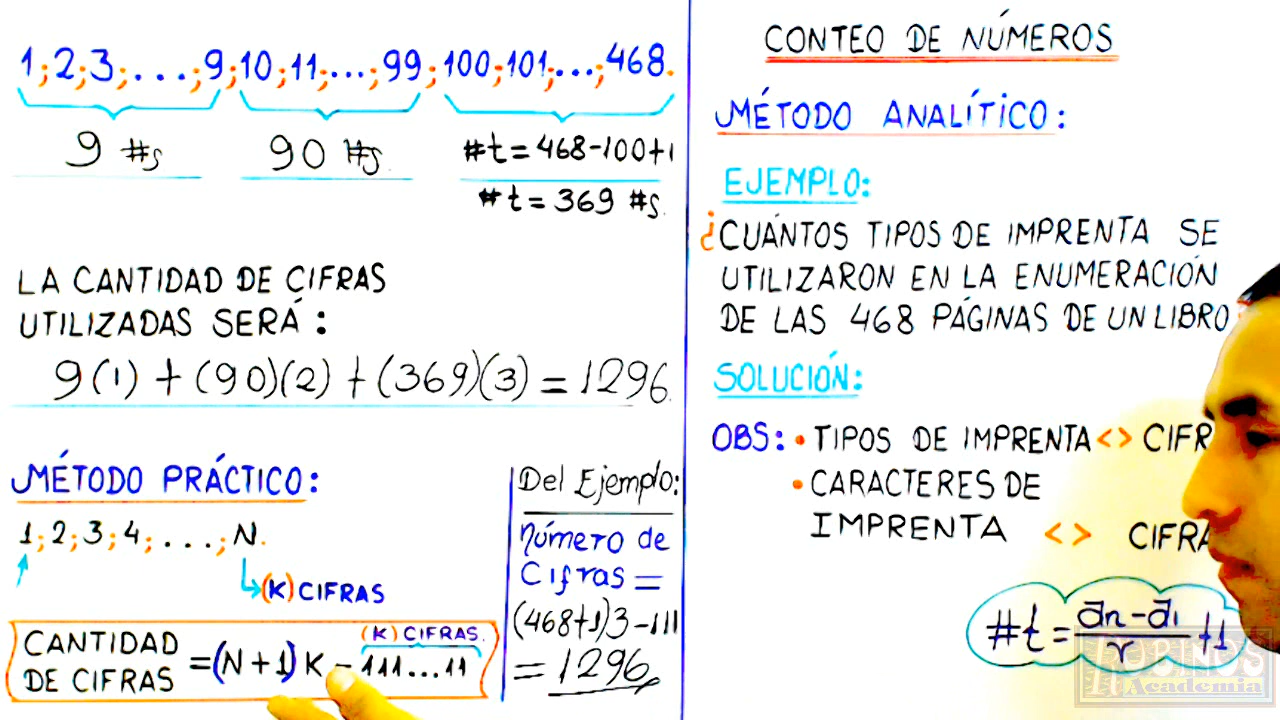 1;2;3;...;9;10;11;...;99;100;101;...;468.
9 #s
90 #s
#t=468-100+1
#t=369 #s.
LA CANTIDAD DE CIFRAS
UTILIZADAS SERÁ:
9(1)+(90)(2)+(369)(3)=1296
MÉTODO PRÁCTICO:
1;2;3;4;...;N.
(K) CIFRAS
(K) CIFRAS.
CANTIDAD
DE CIFRAS
=(N+1)K-111...11
Del Ejemplo:
Número de
Cifras=
(468+1)3-111
=1296
CONTEO DE NÚMEROS
MÉTODO ANALÍTICO:
EJEMPLO:
¿CUÁNTOS TIPOS DE IMPRENTA SE
UTILIZARON EN LA ENUMERACIÓN
DE LAS 468 PÁGINAS DE UN LIBRO
SOLUCIÓN:
OBS: • TIPOS DE IMPRENTA <> CIFR
• CARACTERES DE
IMPRENTA <> CIFRA
#t=an-a1/r+1
ROBINOS
Academia